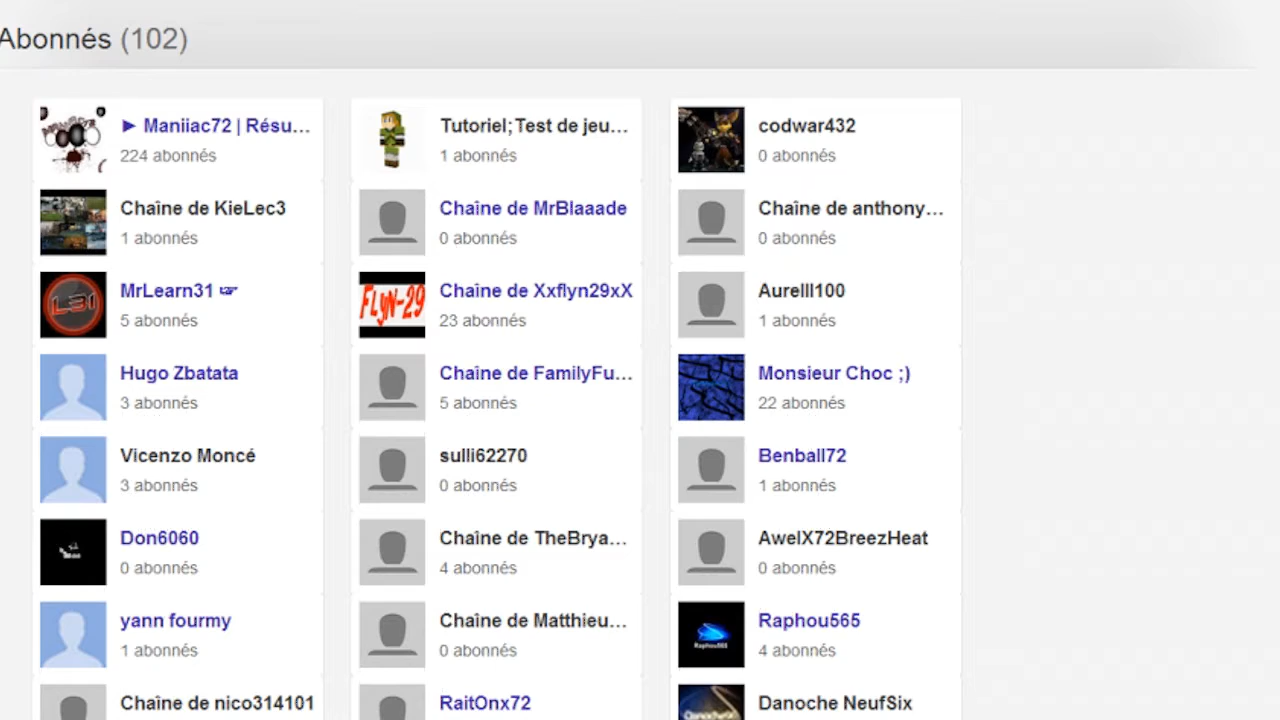 Abonnés (102)
► Maniiac72 | Résu...
224 abonnés
Tutoriel;Test de jeu...
1 abonnés
codwar432
0 abonnés
Chaîne de KieLec3
1 abonnés
Chaîne de MrBlaaade
0 abonnés
Chaîne de anthony...
0 abonnés
L31
MrLearn31 ☞
5 abonnés
FLYN-29
Chaîne de Xxflyn29xX
23 abonnés
Aurelll100
1 abonnés
Hugo Zbatata
3 abonnés
Chaîne de FamilyFu...
5 abonnés
Monsieur Choc ;)
22 abonnés
Vicenzo Moncé
3 abonnés
sulli62270
0 abonnés
Benball72
1 abonnés
Don6060
0 abonnés
Chaîne de TheBrya...
4 abonnés
AwelX72BreezHeat
0 abonnés
yann fourmy
1 abonnés
Chaîne de Matthieu...
0 abonnés
Raphou565
Raphou565
4 abonnés
Chaîne de nico314101
RaitOnx72
Danoche NeufSix